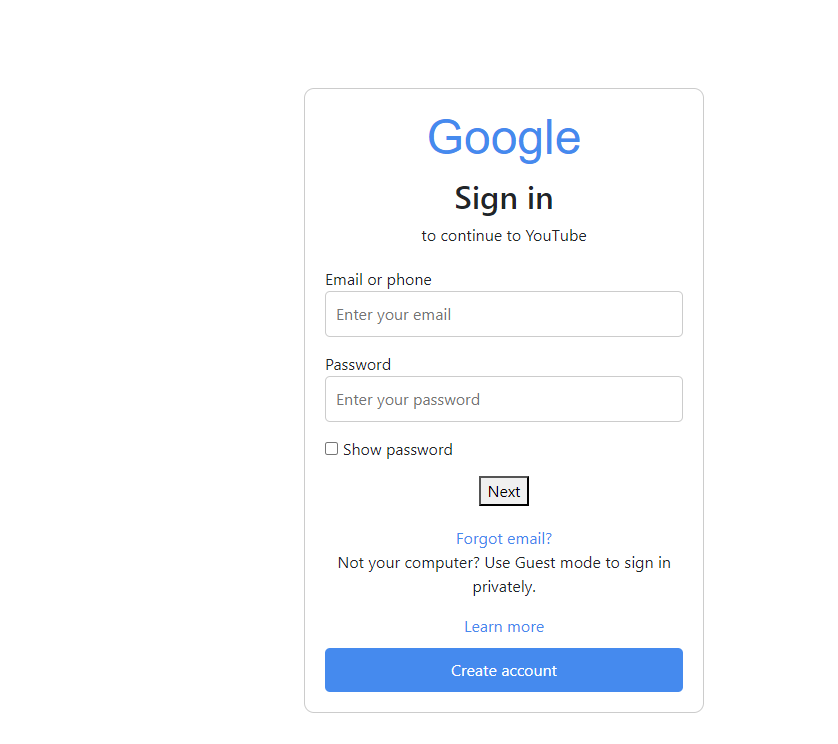 Google
Sign in
to continue to YouTube
Email or phone
Enter your email
Password
Enter your password
Show password
Next
Forgot email?
Not your computer? Use Guest mode to sign in
privately.
Learn more
Create account